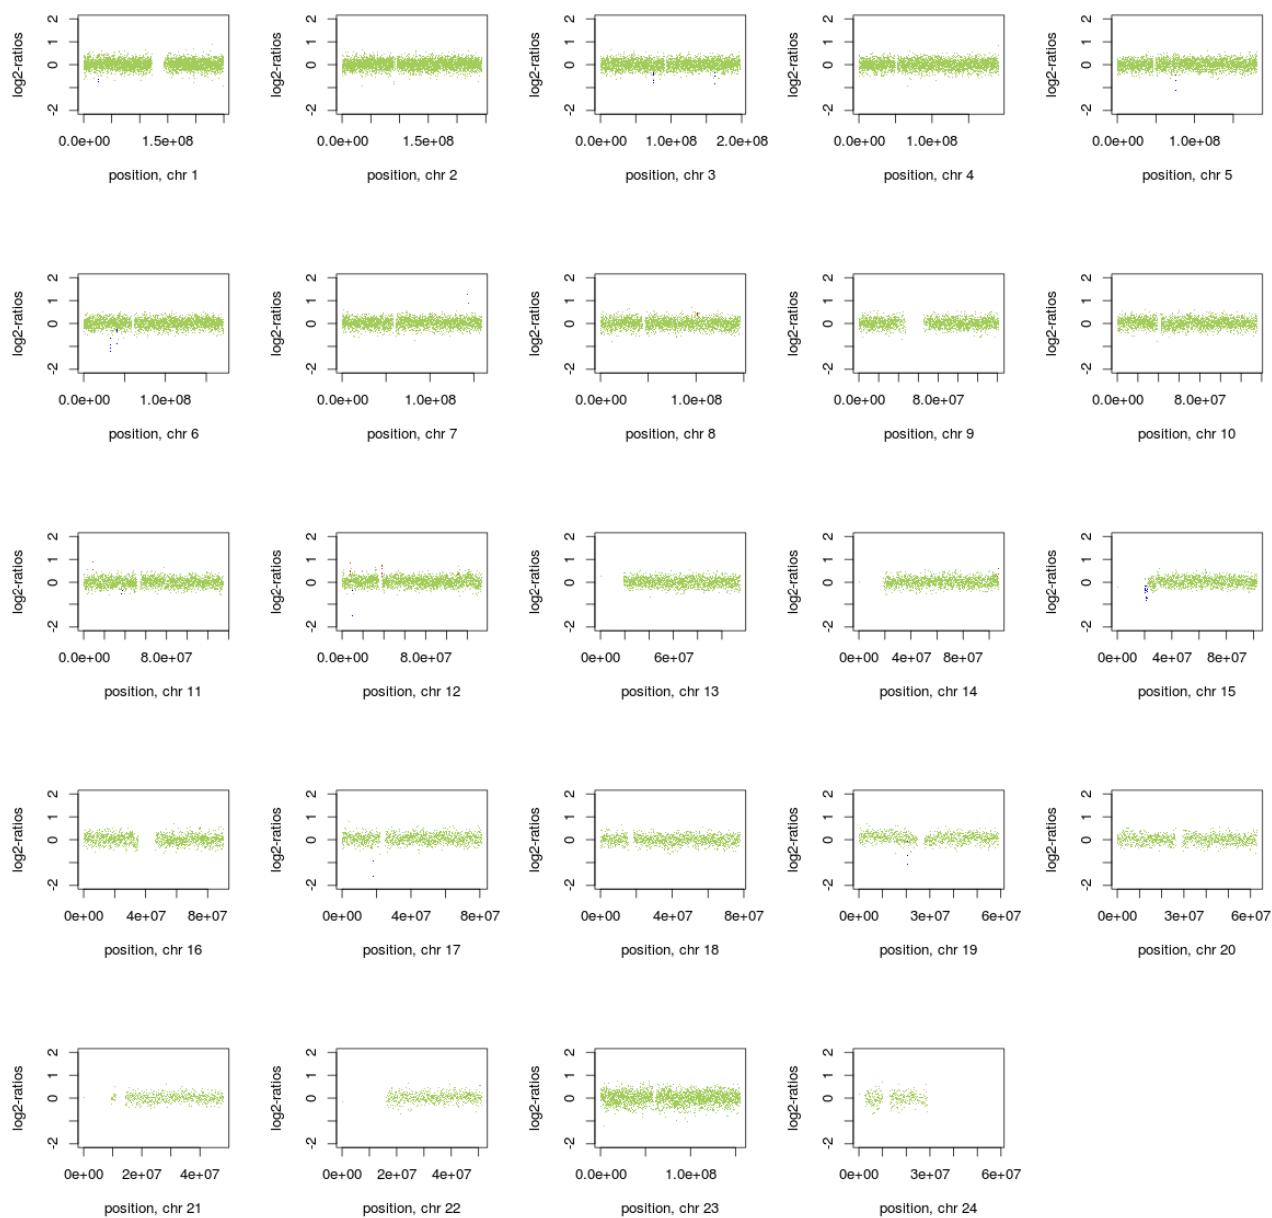 log2-ratios
2 1 0 -2
0.0e+00 1.5e+08
position, chr 1
log2-ratios
2 1 0 -2
0.0e+00 1.5e+08
position, chr 2
log2-ratios
2 1 0 -2
0.0e+00 1.0e+08 2.0e+08
position, chr 3
log2-ratios
2 1 0 -2
0.0e+00 1.0e+08
position, chr 4
log2-ratios
2 1 0 -2
0.0e+00 1.0e+08
position, chr 5
log2-ratios
2 1 0 -2
0.0e+00 1.0e+08
position, chr 6
log2-ratios
2 1 0 -2
0.0e+00 1.0e+08
position, chr 7
log2-ratios
2 1 0 -2
0.0e+00 1.0e+08
position, chr 8
log2-ratios
2 1 0 -2
0.0e+00 8.0e+07
position, chr 9
log2-ratios
2 1 0 -2
0.0e+00 8.0e+07
position, chr 10
log2-ratios
2 1 0 -2
0.0e+00 8.0e+07
position, chr 11
log2-ratios
2 1 0 -2
0.0e+00 8.0e+07
position, chr 12
log2-ratios
2 1 0 -2
0e+00 6e+07
position, chr 13
log2-ratios
2 1 0 -2
0e+00 4e+07 8e+07
position, chr 14
log2-ratios
2 1 0 -2
0e+00 4e+07 8e+07
position, chr 15
log2-ratios
2 1 0 -2
0e+00 4e+07 8e+07
position, chr 16
log2-ratios
2 1 0 -2
0e+00 4e+07 8e+07
position, chr 17
log2-ratios
2 1 0 -2
0e+00 4e+07 8e+07
position, chr 18
log2-ratios
2 1 0 -2
0e+00 3e+07 6e+07
position, chr 19
log2-ratios
2 1 0 -2
0e+00 3e+07 6e+07
position, chr 20
log2-ratios
2 1 0 -2
0e+00 2e+07 4e+07
position, chr 21
log2-ratios
2 1 0 -2
0e+00 2e+07 4e+07
position, chr 22
log2-ratios
2 1 0 -2
0.0e+00 1.0e+08
position, chr 23
log2-ratios
2 1 0 -2
0e+00 3e+07 6e+07
position, chr 24